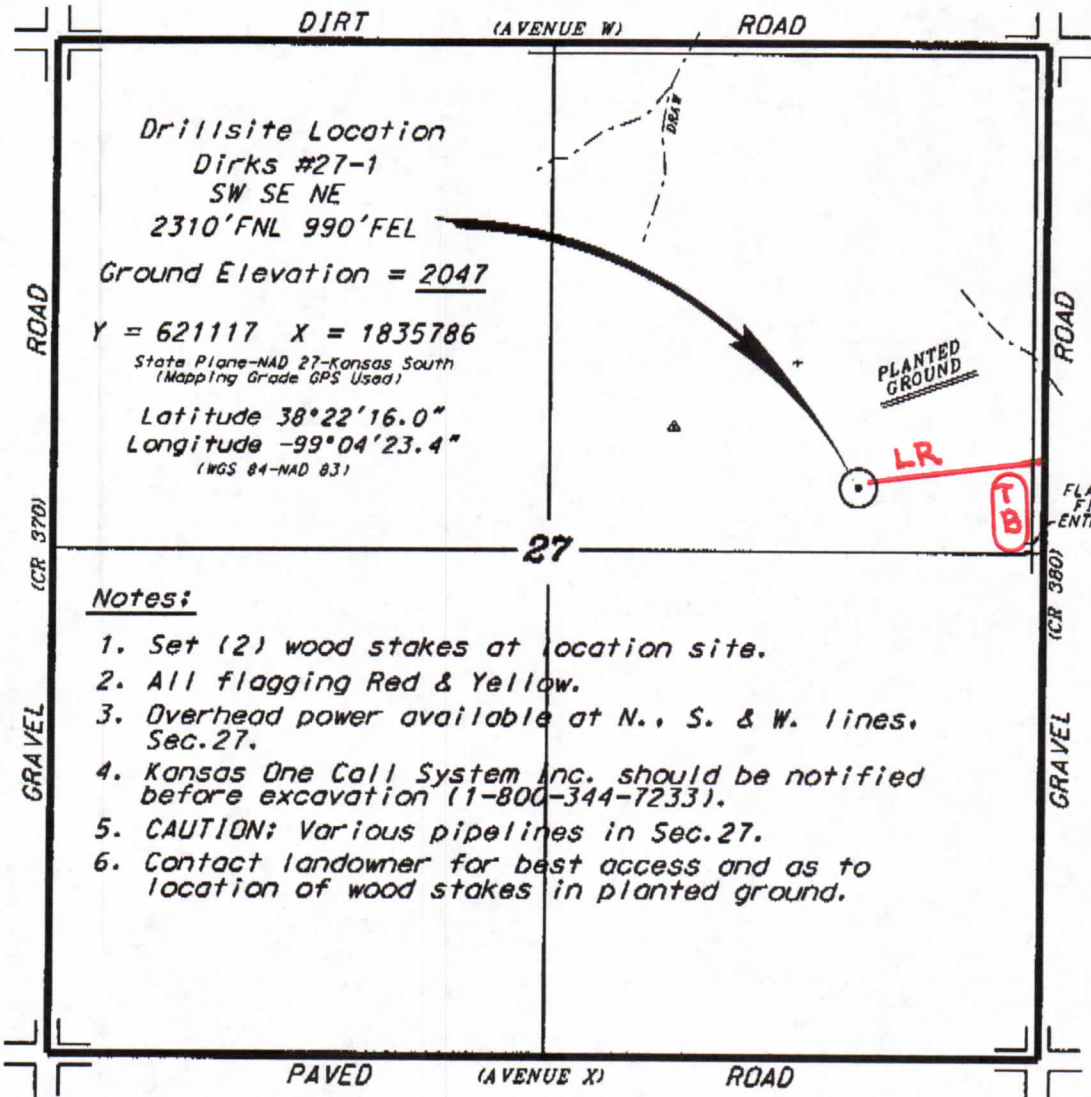 DIRT (AVENUE W) ROAD
Drillsite Location
Dirks #27-1
SW SE NE
2310'FNL 990'FEL
Ground Elevation = 2047
Y = 621117 X = 1835786
State Plane-NAD 27-Kansas South
(Mapping Grade GPS Used)
Latitude 38°22'16.0"
Longitude -99°04'23.4"
(WGS 84-NAD 83)
DRAW
PLANTED
GROUND
LR
T
B
FLA
FI
ENT
27
GRAVEL (CR 370) ROAD
GRAVEL (CR 380) ROAD
Notes:
1. Set (2) wood stakes at location site.
2. All flagging Red & Yellow.
3. Overhead power available at N., S. & W. lines,
Sec.27.
4. Kansas One Call System Inc. should be notified
before excavation (1-800-344-7233).
5. CAUTION: Various pipelines in Sec.27.
6. Contact landowner for best access and as to
location of wood stakes in planted ground.
PAVED (AVENUE X) ROAD